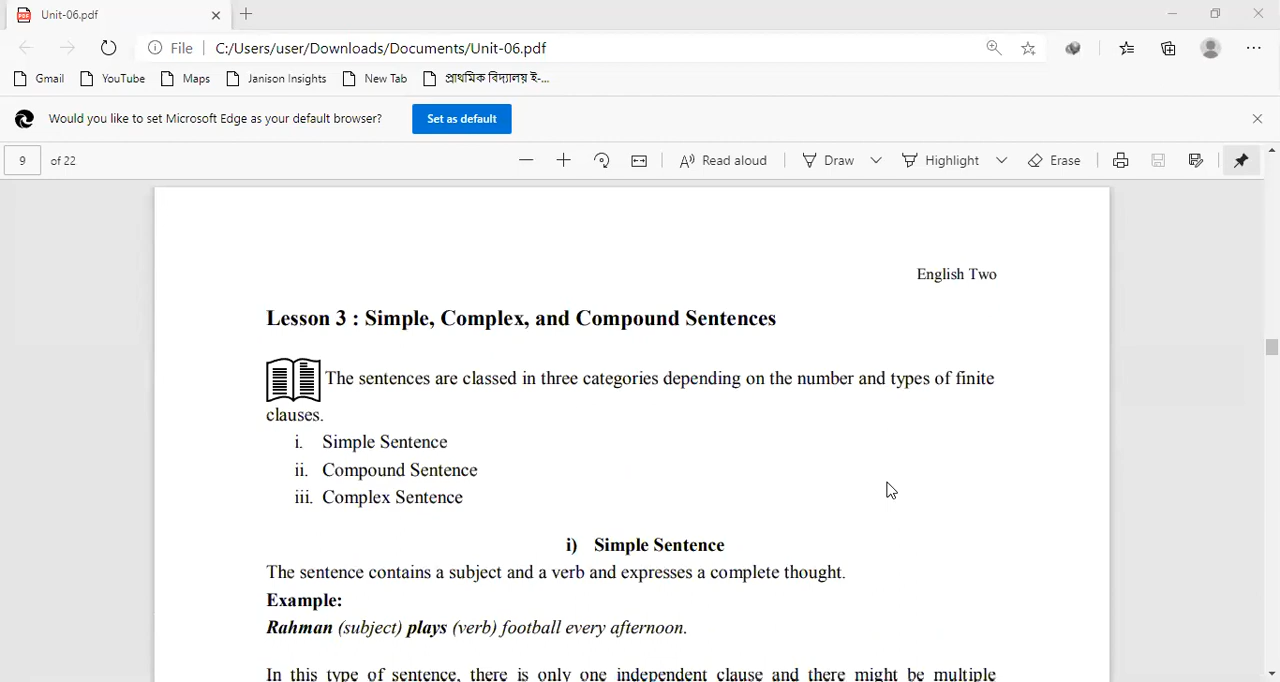 Unit-06.pdf
File C:/Users/user/Downloads/Documents/Unit-06.pdf
Gmail YouTube Maps Janison Insights New Tab প্রাথমিক বিদ্যালয় ই-...
Would you like to set Microsoft Edge as your default browser? Set as default
9 of 22 Read aloud Draw Highlight Erase
English Two
Lesson 3 : Simple, Complex, and Compound Sentences
The sentences are classed in three categories depending on the number and types of finite
clauses.
i. Simple Sentence
ii. Compound Sentence
iii. Complex Sentence
i) Simple Sentence
The sentence contains a subject and a verb and expresses a complete thought.
Example:
Rahman (subject) plays (verb) football every afternoon.
In this type of sentence, there is only one independent clause and there might be multiple